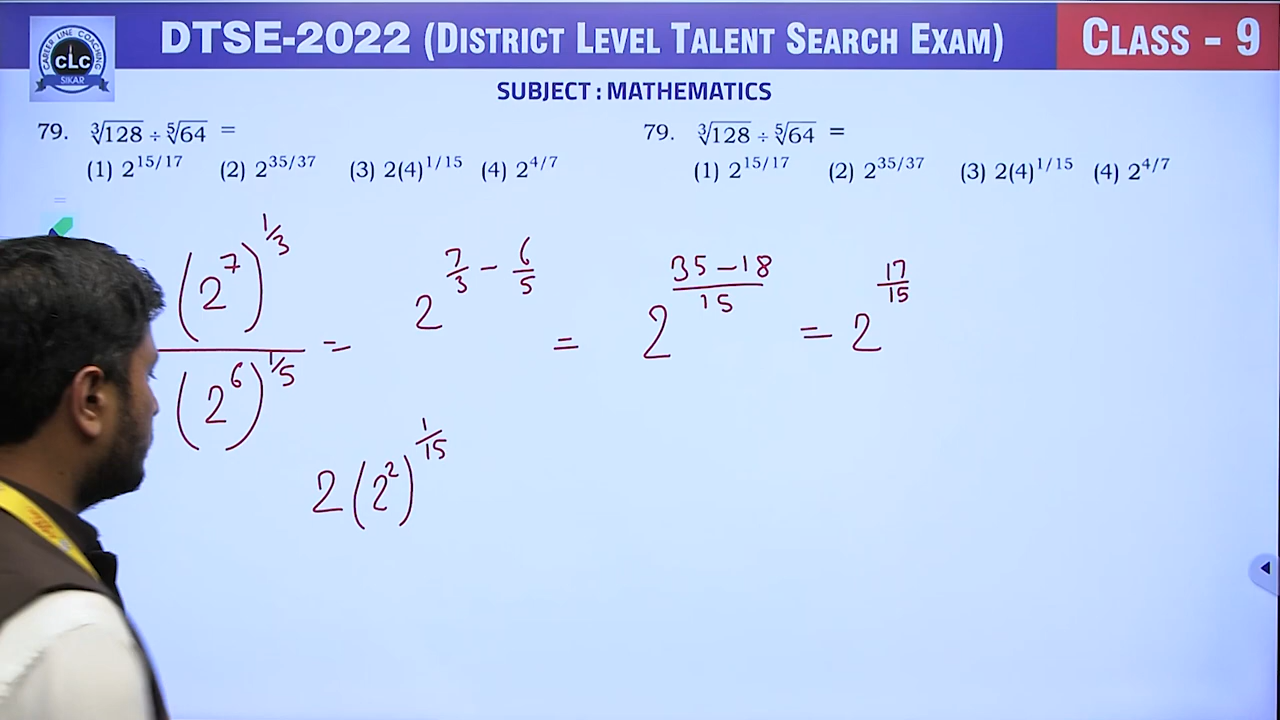 CAREER LINE COACHING
CLC
SIKAR
DTSE-2022 (DISTRICT LEVEL TALENT SEARCH EXAM)
CLASS - 9
SUBJECT : MATHEMATICS
79. ∛128 ÷ ⁵√64 =
(1) 2^{15/17} (2) 2^{35/37} (3) 2(4)^{1/15} (4) 2^{4/7}
79. ∛128 ÷ ⁵√64 =
(1) 2^{15/17} (2) 2^{35/37} (3) 2(4)^{1/15} (4) 2^{4/7}
=
(2^7)^{1/3} / (2^6)^{1/5} = 2^{7/3 - 6/5} = 2^{(35-18)/15} = 2^{17/15}
2(2^2)^{1/15}